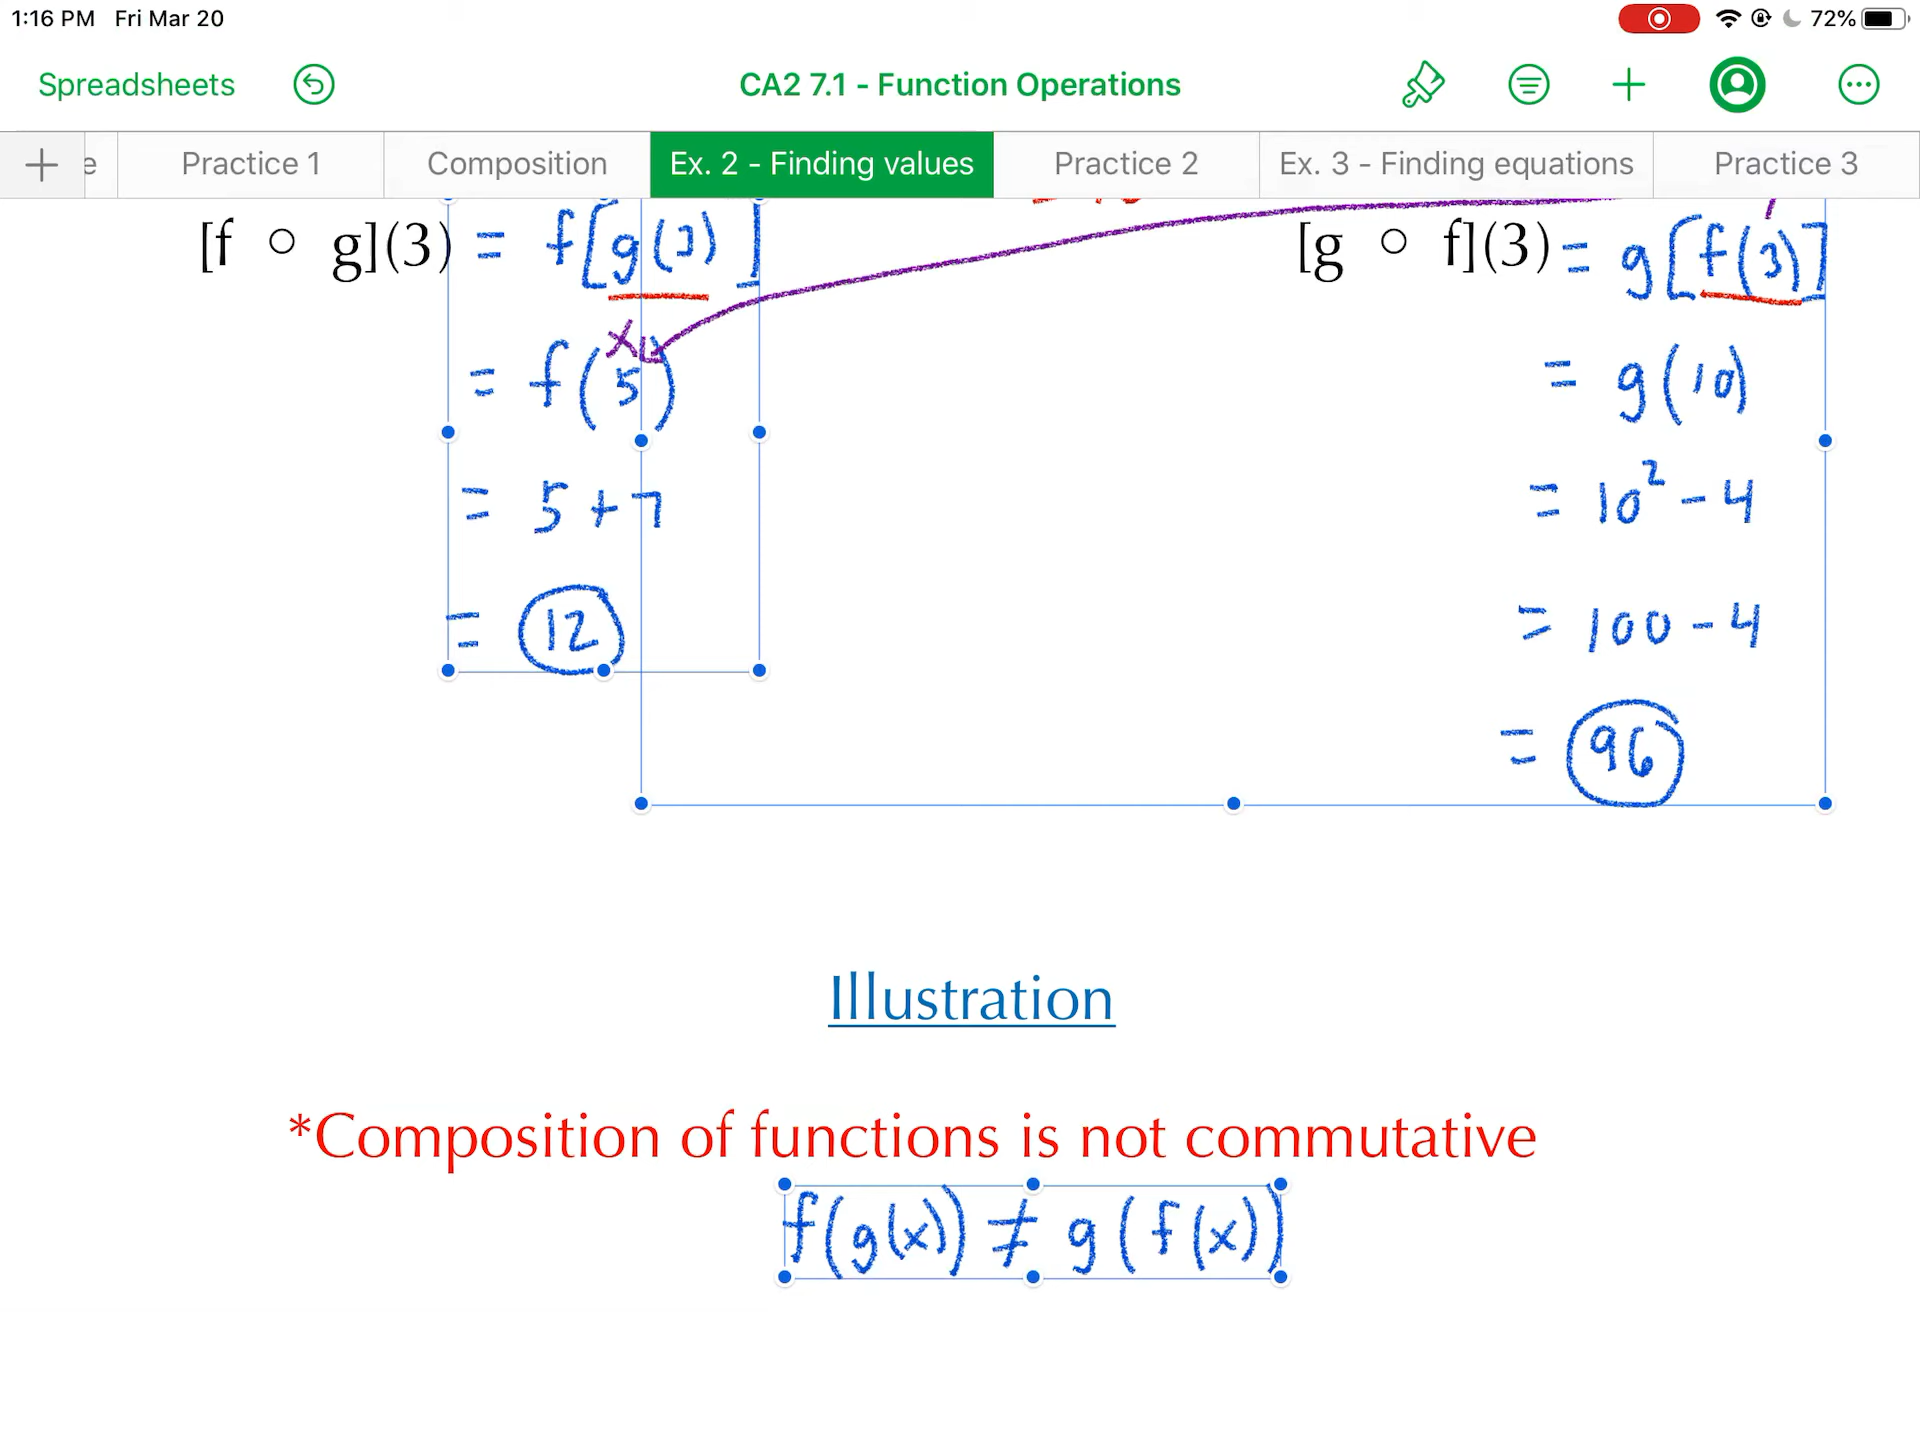 1:16 PM Fri Mar 20 72%
Spreadsheets CA2 7.1 - Function Operations
e Practice 1 Composition Ex. 2 - Finding values Practice 2 Ex. 3 - Finding equations Practice 3
[f ∘ g](3) = f[g(3)]
= f(5)
x
= 5+7
= 12
[g ∘ f](3) = g[f(3)]
= g(10)
= 10² - 4
= 100 - 4
= 96
Illustration
*Composition of functions is not commutative
f(g(x)) ≠ g(f(x))